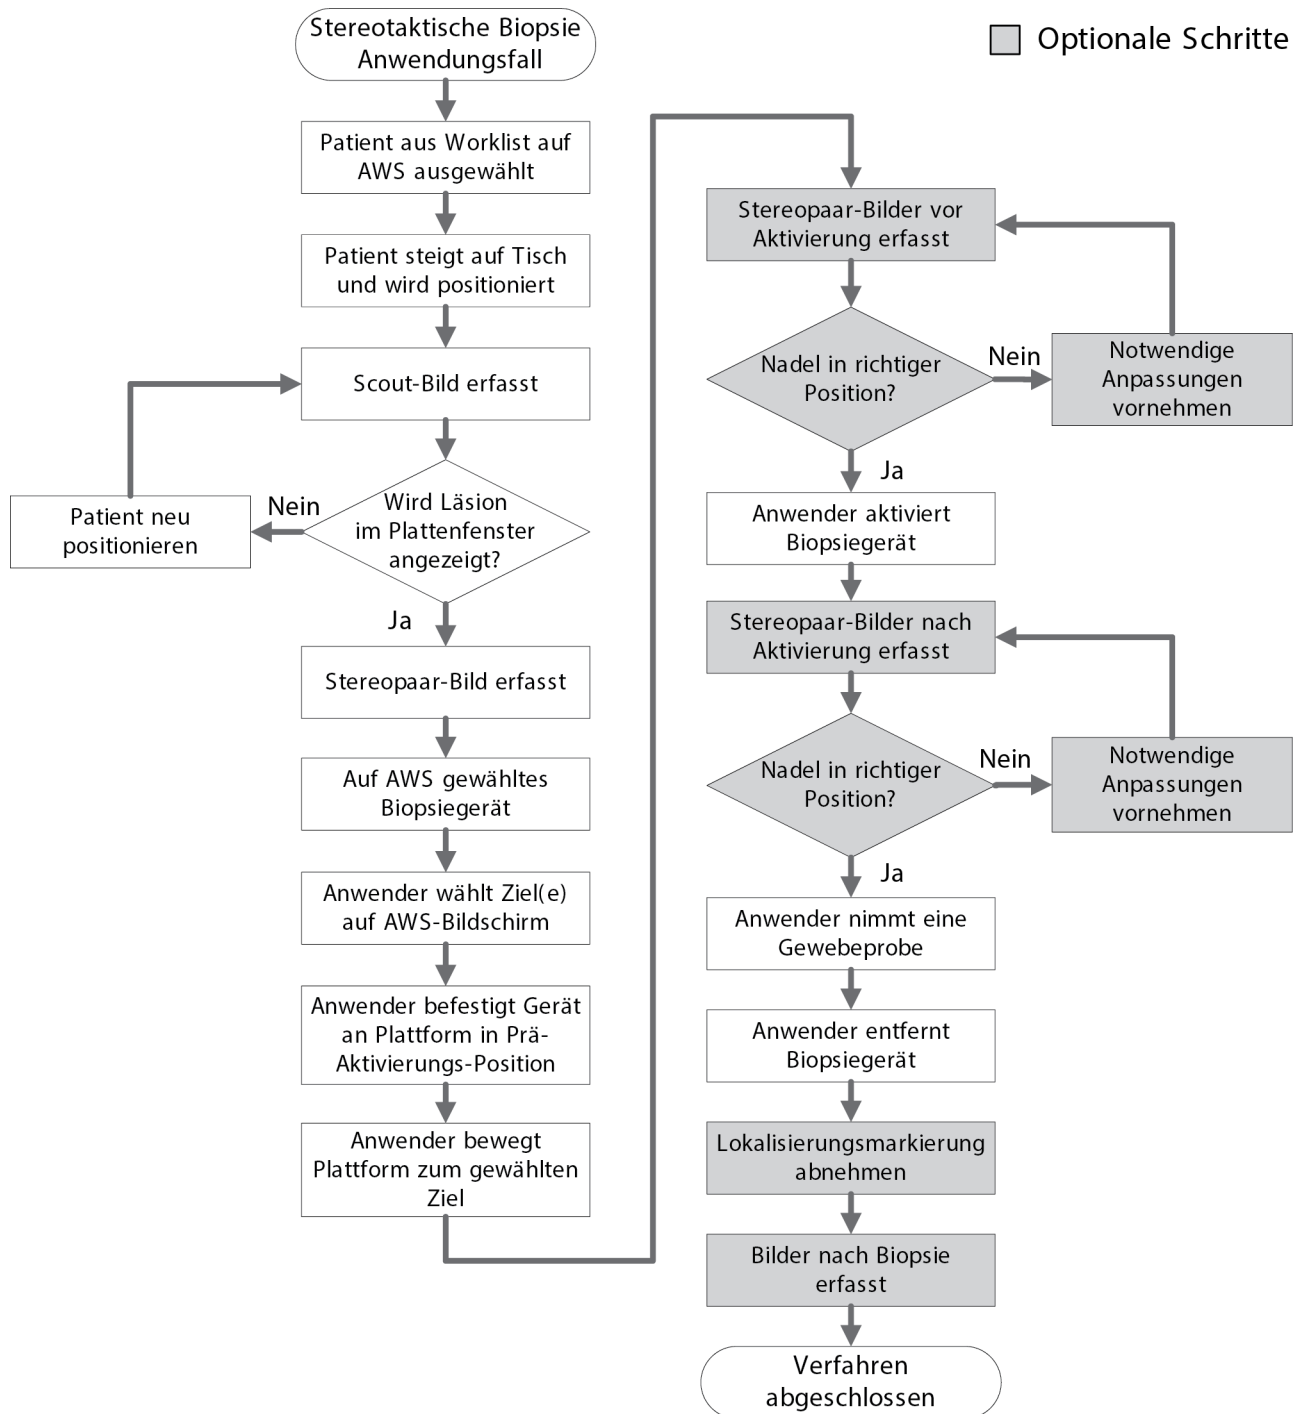 Stereotaktische Biopsie
Anwendungsfall
Optionale Schritte
Patient aus Worklist auf
AWS ausgewählt
Patient steigt auf Tisch
und wird positioniert
Scout-Bild erfasst
Wird Läsion
im Plattenfenster
angezeigt?
Nein
Patient neu
positionieren
Ja
Stereopaar-Bild erfasst
Auf AWS gewähltes
Biopsiegerät
Anwender wählt Ziel(e)
auf AWS-Bildschirm
Anwender befestigt Gerät
an Plattform in Prä-
Aktivierungs-Position
Anwender bewegt
Plattform zum gewählten
Ziel
Stereopaar-Bilder vor
Aktivierung erfasst
Nadel in richtiger
Position?
Nein
Notwendige
Anpassungen
vornehmen
Ja
Anwender aktiviert
Biopsiegerät
Stereopaar-Bilder nach
Aktivierung erfasst
Nadel in richtiger
Position?
Nein
Notwendige
Anpassungen
vornehmen
Ja
Anwender nimmt eine
Gewebeprobe
Anwender entfernt
Biopsiegerät
Lokalisierungsmarkierung
abnehmen
Bilder nach Biopsie
erfasst
Verfahren
abgeschlossen